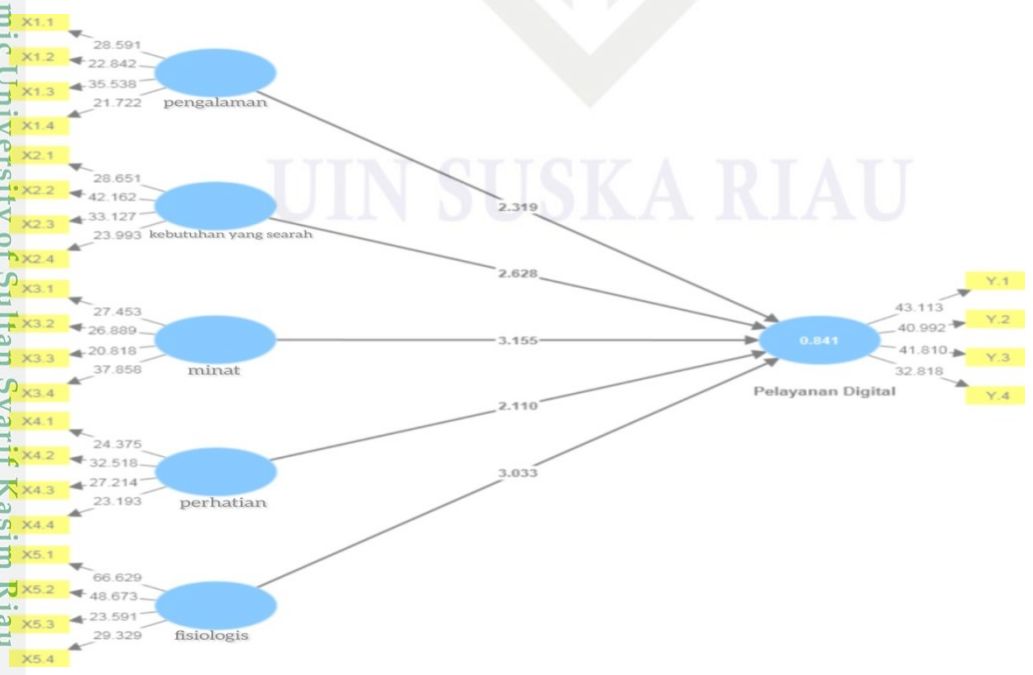 X1.1
28.591
X1.2
22.842
X1.3
35.538
X1.4
21.722
pengalaman
X2.1
28.651
X2.2
42.162
X2.3
33.127
X2.4
23.993
kebutuhan yang searah
X3.1
27.453
X3.2
26.889
X3.3
20.818
X3.4
37.858
minat
X4.1
24.375
X4.2
32.518
X4.3
27.214
X4.4
23.193
perhatian
X5.1
66.629
X5.2
48.673
X5.3
23.591
X5.4
29.329
fisiologis
UIN SUSKA RIAU
2.319
2.628
3.155
2.110
3.033
0.841
Pelayanan Digital
Y.1
43.113
Y.2
40.992
Y.3
41.810
Y.4
32.818
University of Sultan Syarif Kasim Riau